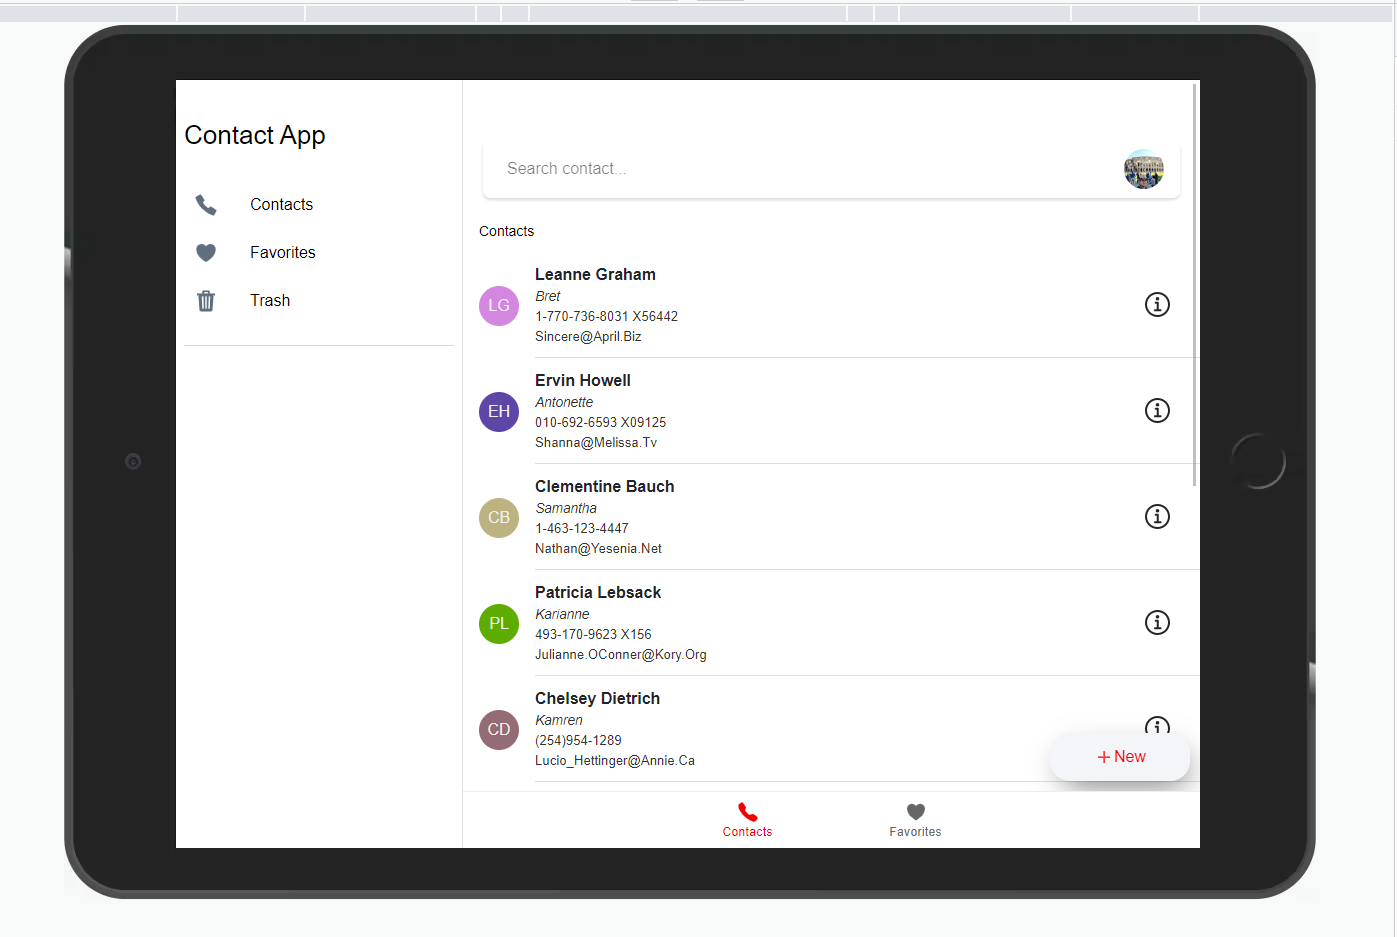 Contact App
Contacts
Favorites
Trash
Search contact...
Contacts
LG
Leanne Graham
Bret
1-770-736-8031 X56442
Sincere@April.Biz
EH
Ervin Howell
Antonette
010-692-6593 X09125
Shanna@Melissa.Tv
CB
Clementine Bauch
Samantha
1-463-123-4447
Nathan@Yesenia.Net
PL
Patricia Lebsack
Karianne
493-170-9623 X156
Julianne.OConner@Kory.Org
CD
Chelsey Dietrich
Kamren
(254)954-1289
Lucio_Hettinger@Annie.Ca
+ New
Contacts
Favorites